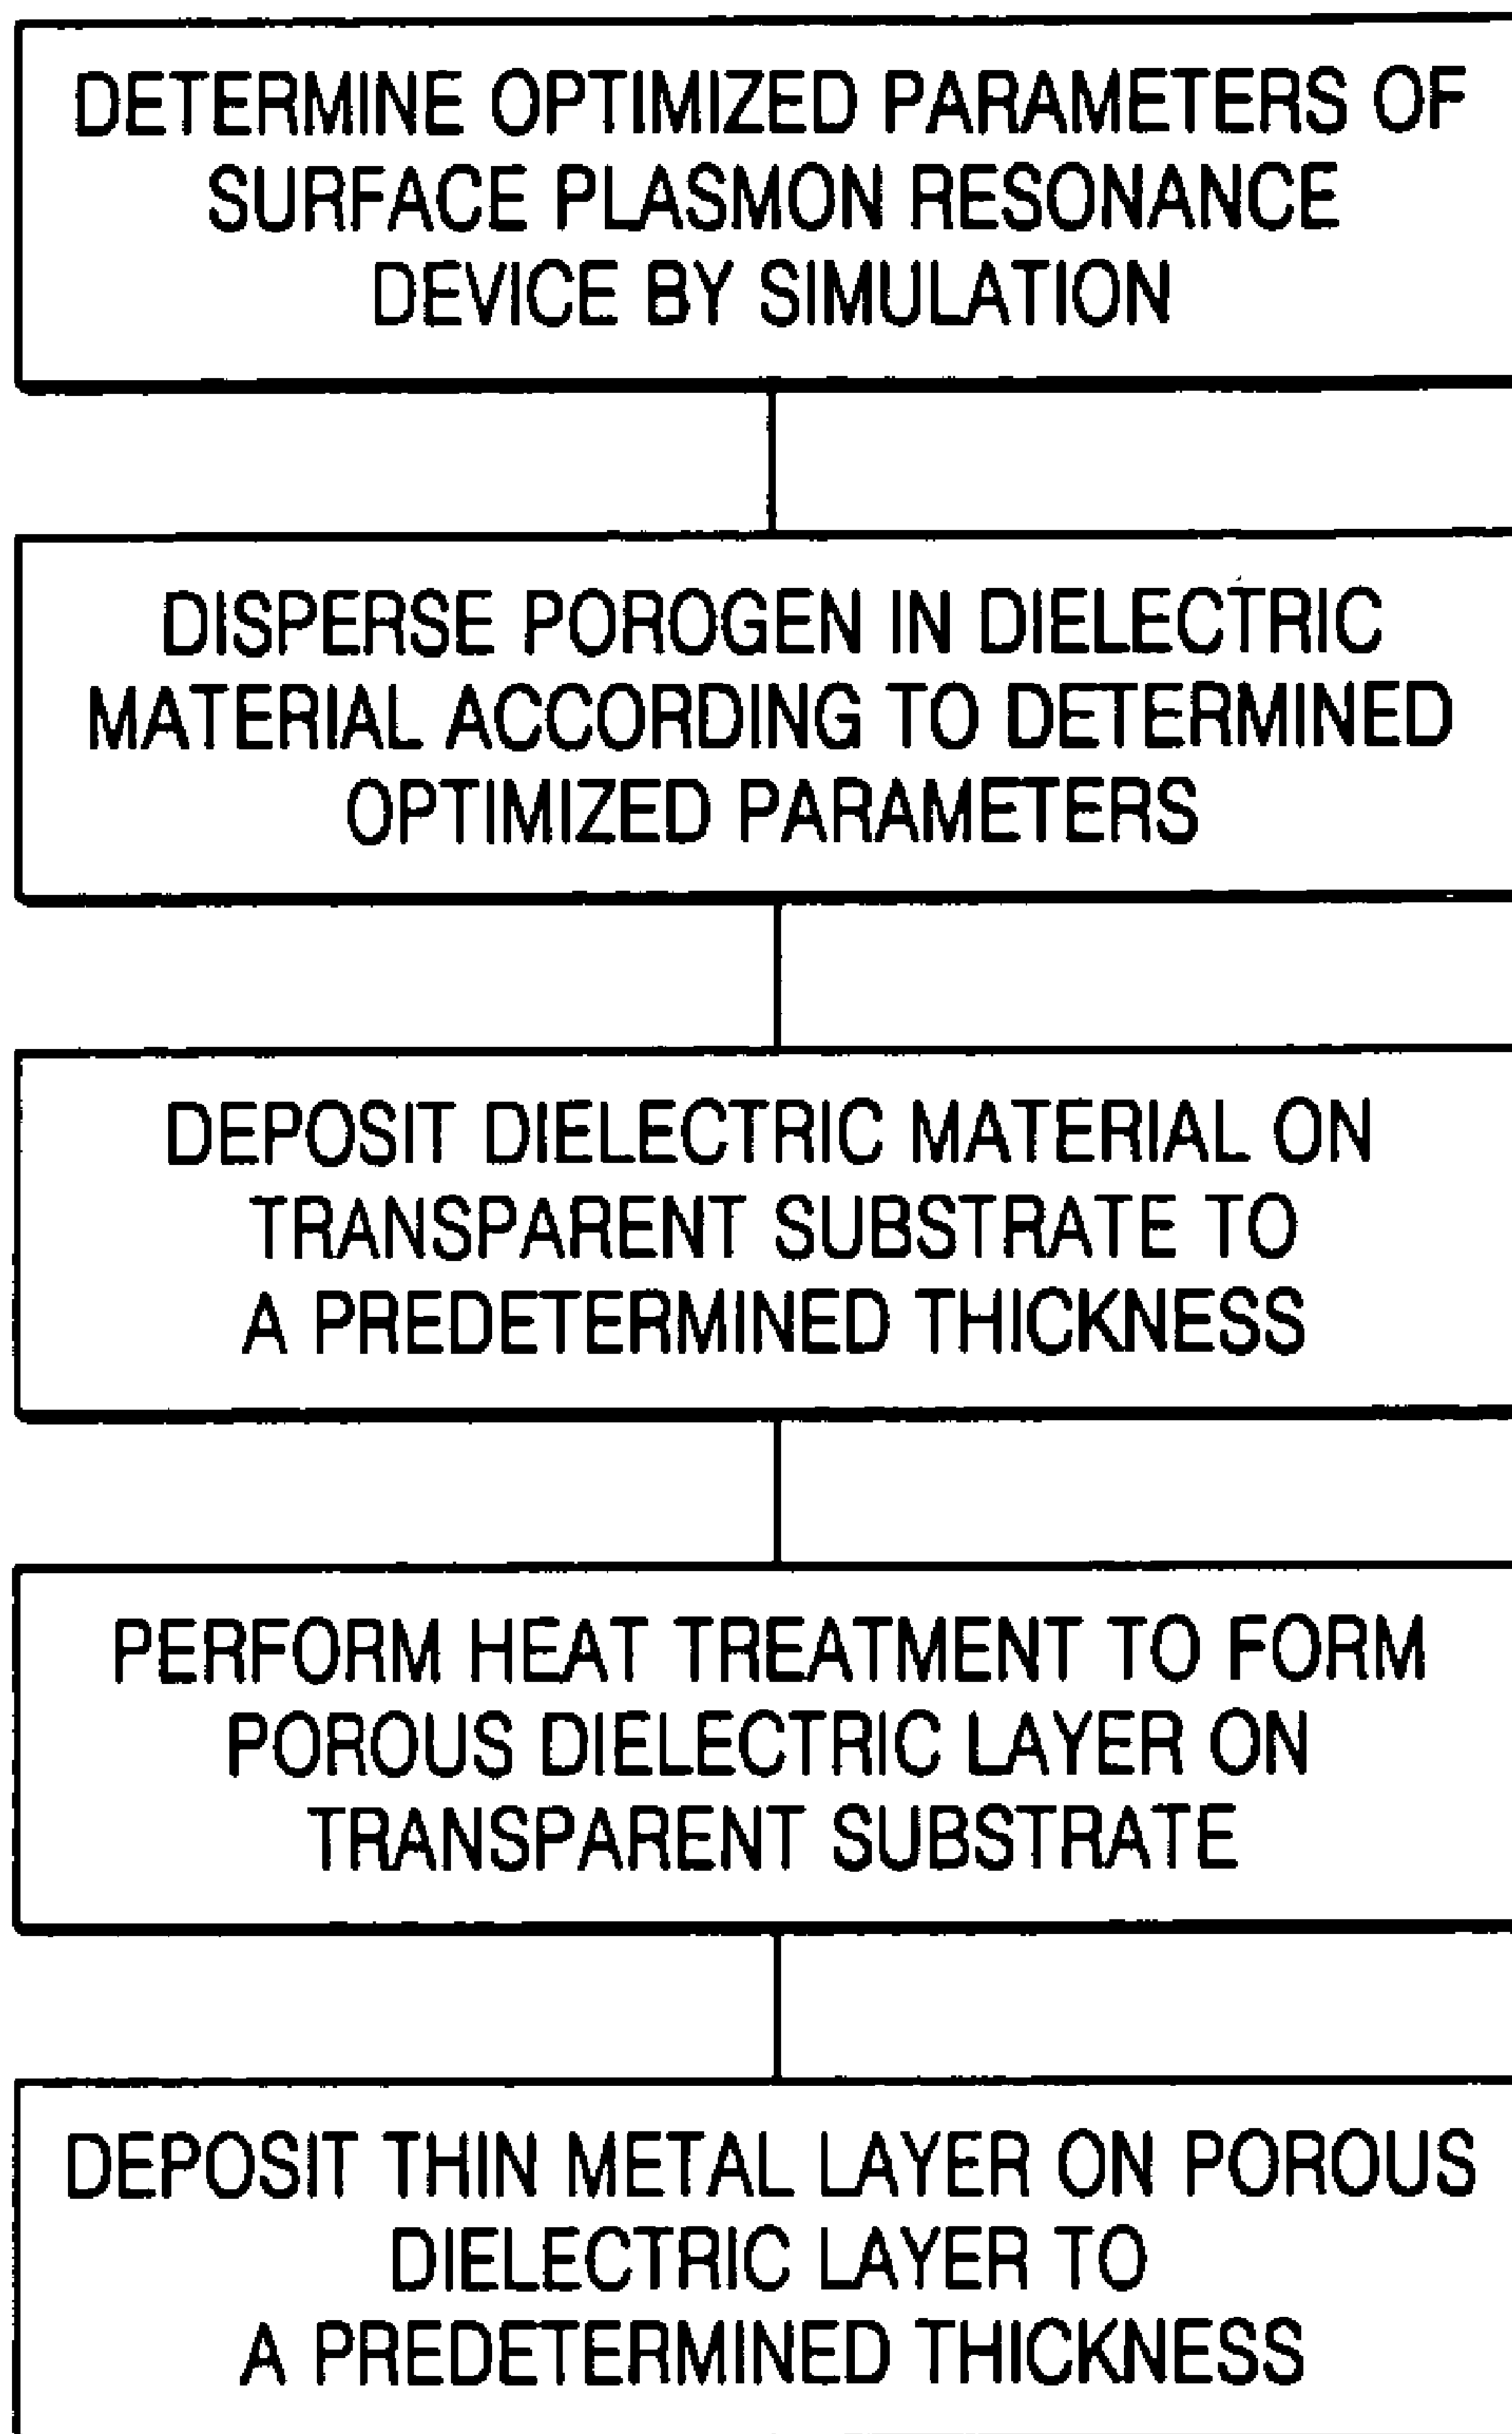 DETERMINE OPTIMIZED PARAMETERS OF
SURFACE PLASMON RESONANCE
DEVICE BY SIMULATION
DISPERSE POROGEN IN DIELECTRIC
MATERIAL ACCORDING TO DETERMINED
OPTIMIZED PARAMETERS
DEPOSIT DIELECTRIC MATERIAL ON
TRANSPARENT SUBSTRATE TO
A PREDETERMINED THICKNESS
PERFORM HEAT TREATMENT TO FORM
POROUS DIELECTRIC LAYER ON
TRANSPARENT SUBSTRATE
DEPOSIT THIN METAL LAYER ON POROUS
DIELECTRIC LAYER TO
A PREDETERMINED THICKNESS